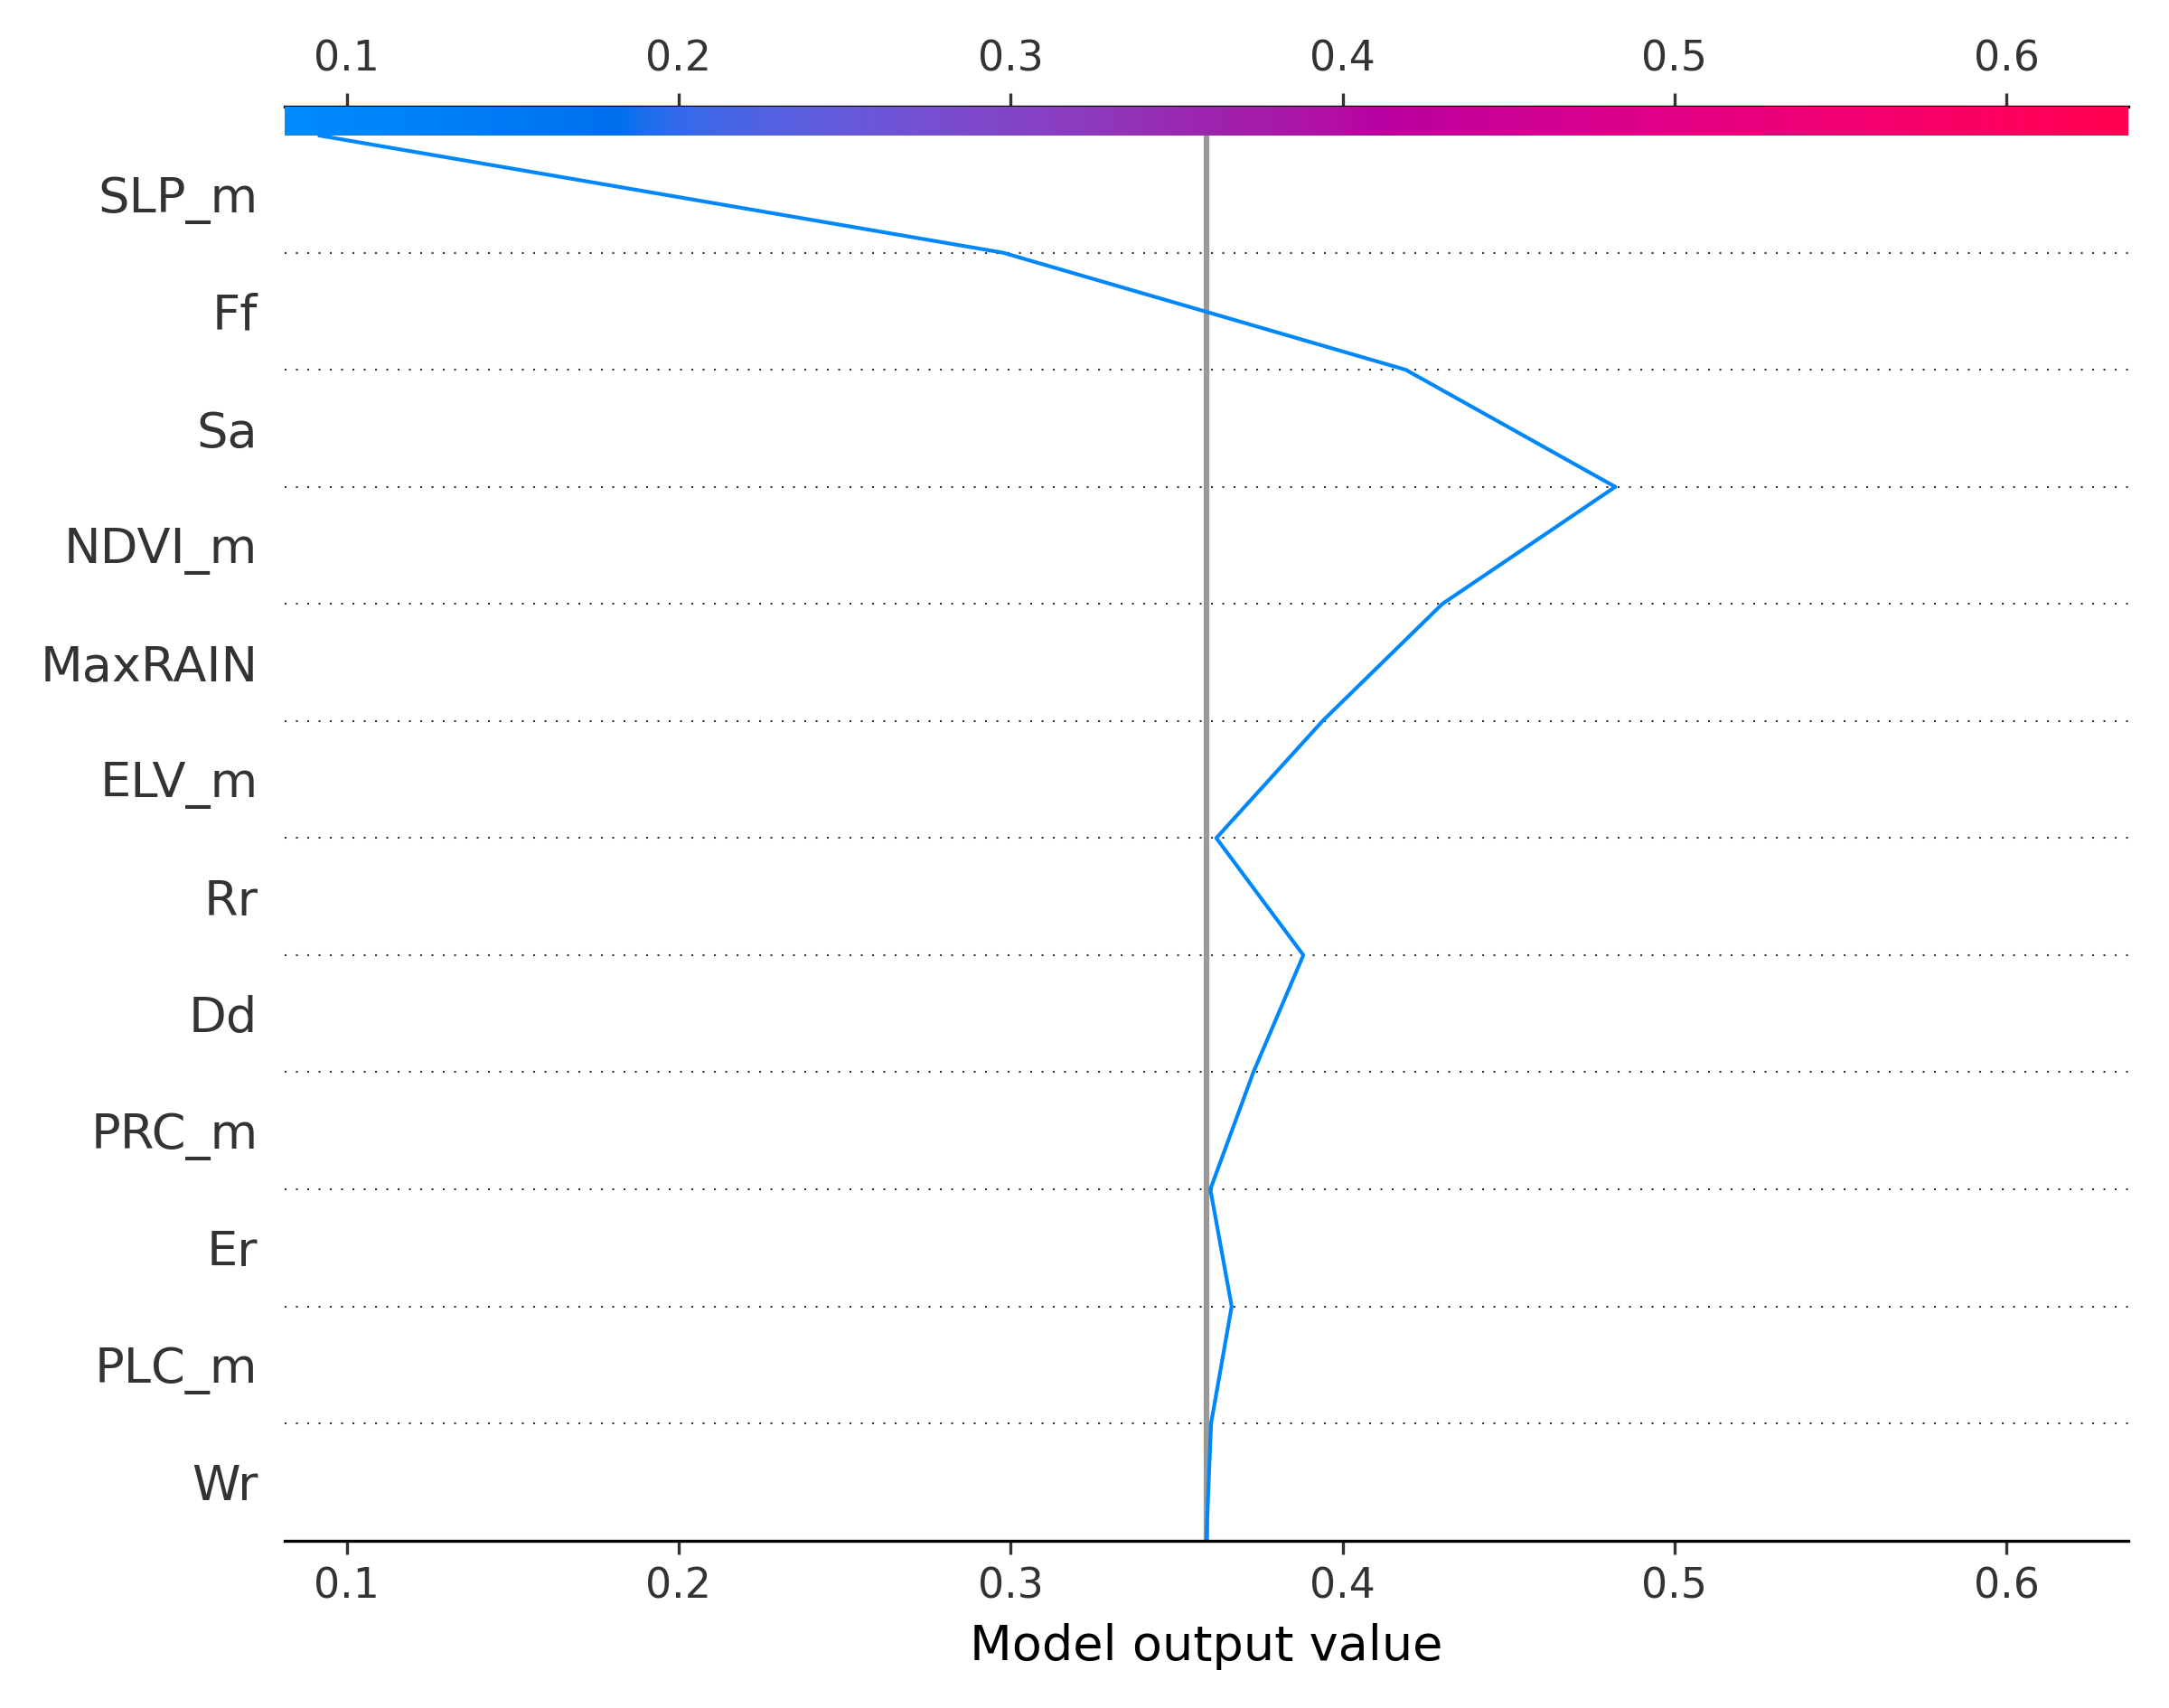 0.1 0.2 0.3 0.4 0.5 0.6
SLP_m
Ff
Sa
NDVI_m
MaxRAIN
ELV_m
Rr
Dd
PRC_m
Er
PLC_m
Wr
0.1 0.2 0.3 0.4 0.5 0.6
Model output value